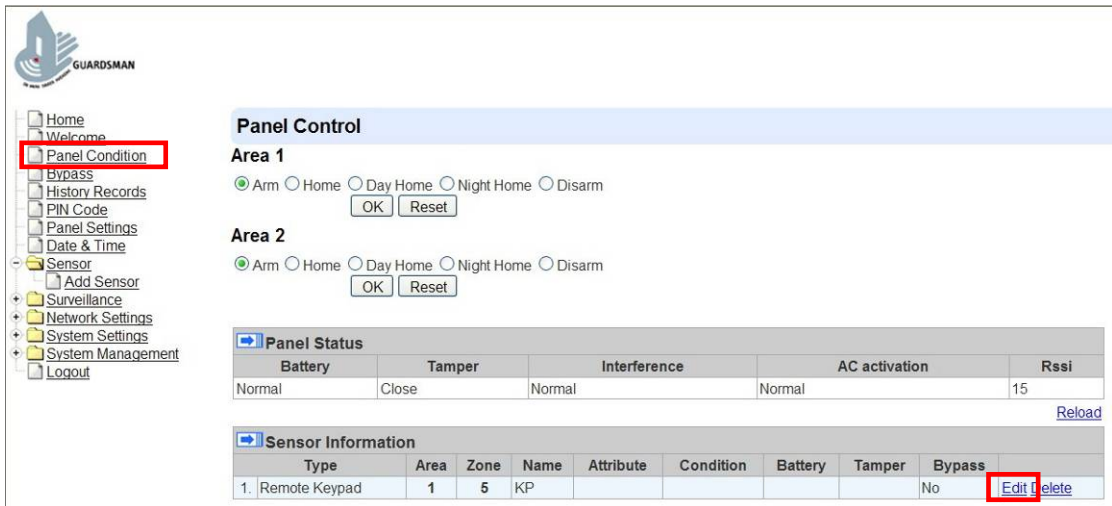 GUARDSMAN
Home
Welcome
Panel Condition
Bypass
History Records
PIN Code
Panel Settings
Date & Time
Sensor
Add Sensor
Surveillance
Network Settings
System Settings
System Management
Logout
Panel Control
Area 1
Arm Home Day Home Night Home Disarm
OK Reset
Area 2
Arm Home Day Home Night Home Disarm
OK Reset
Panel Status
Battery Tamper Interference AC activation Rssi
Normal Close Normal Normal 15
Reload
Sensor Information
Type Area Zone Name Attribute Condition Battery Tamper Bypass
1. Remote Keypad 1 5 KP No Edit Delete